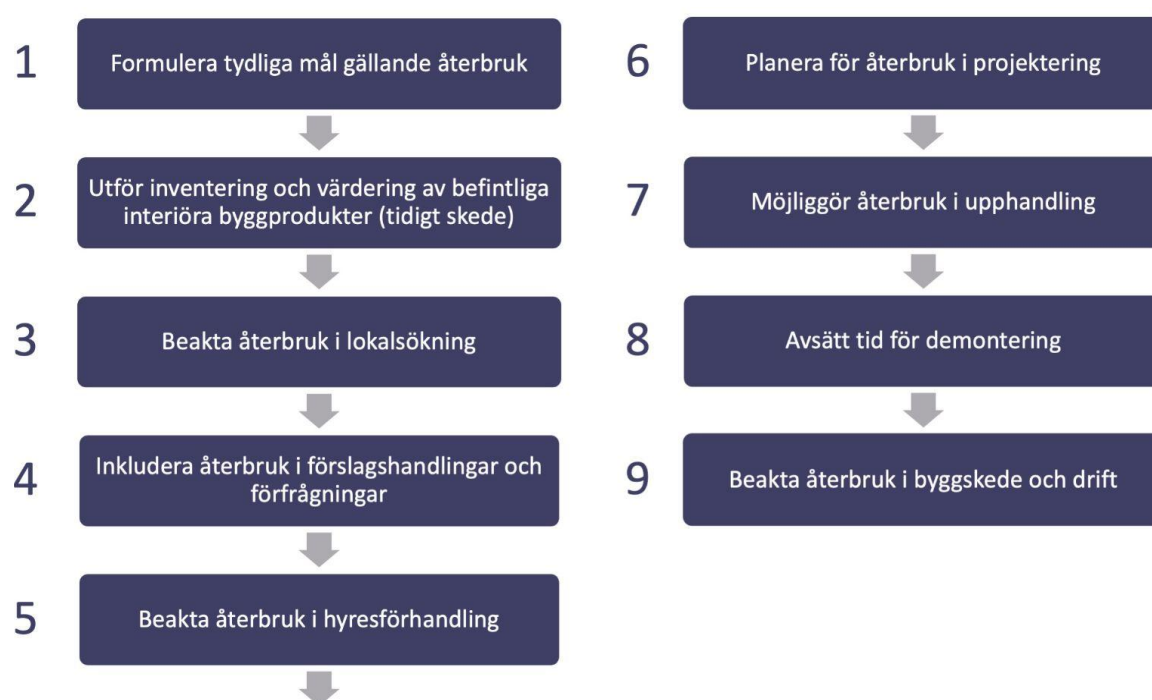 1
Formulera tydliga mål gällande återbruk
2
Utför inventering och värdering av befintliga
interiöra byggprodukter (tidigt skede)
3
Beakta återbruk i lokalsökning
4
Inkludera återbruk i förslagshandlingar och
förfrågningar
5
Beakta återbruk i hyresförhandling
6
Planera för återbruk i projektering
7
Möjliggör återbruk i upphandling
8
Avsätt tid för demontering
9
Beakta återbruk i byggskede och drift